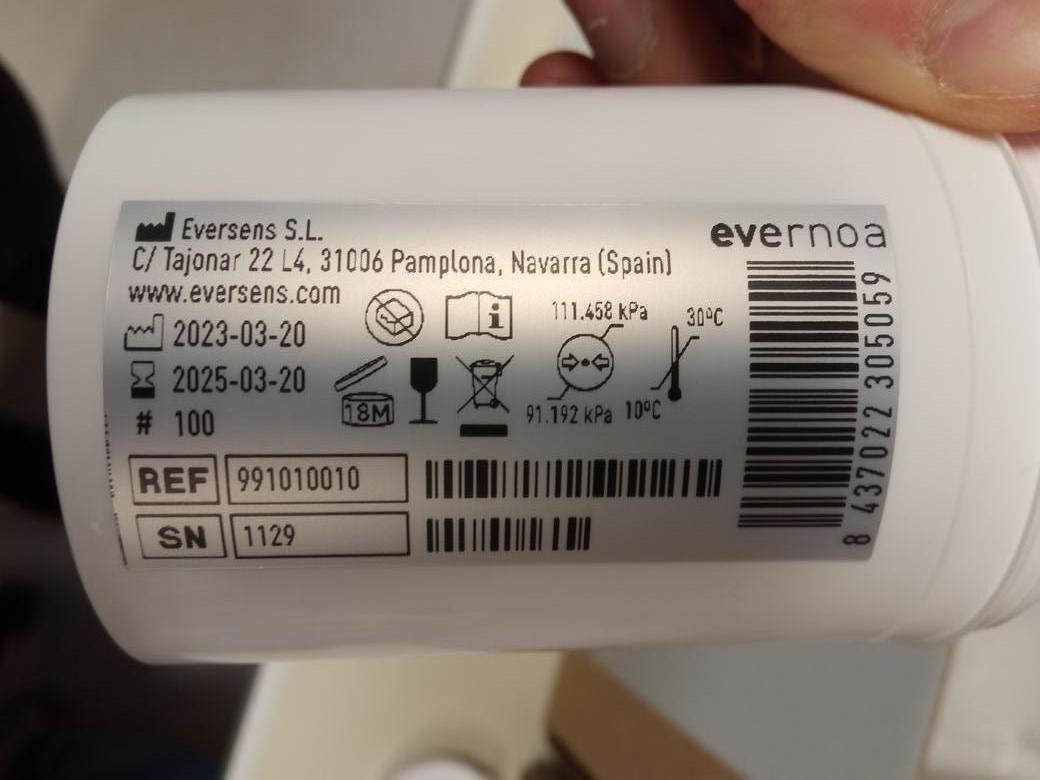 Eversens S.L.
C/ Tajonar 22 L4, 31006 Pamplona, Navarra (Spain)
www.eversens.com
2023-03-20
2025-03-20
# 100
18M
111.458 kPa
91.192 kPa
30ºC
10ºC
REF 991010010
SN 1129
evernoa
8 437022 305059